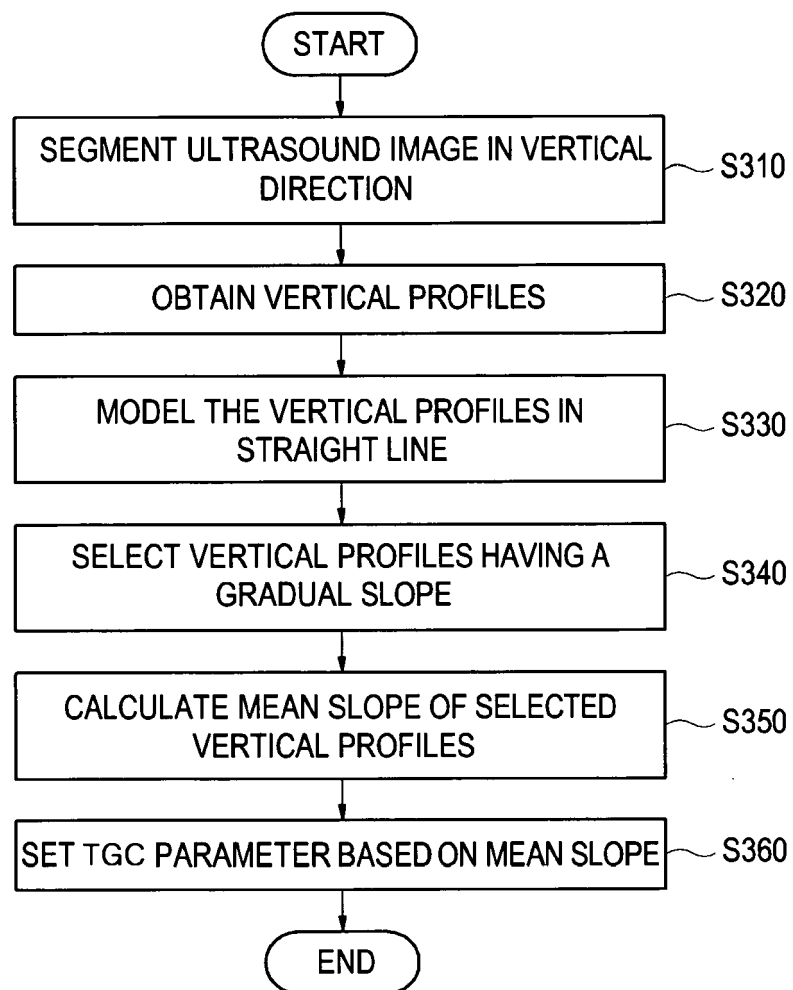 START
SEGMENT ULTRASOUND IMAGE IN VERTICAL
DIRECTION
S310
OBTAIN VERTICAL PROFILES
S320
MODEL THE VERTICAL PROFILES IN
STRAIGHT LINE
S330
SELECT VERTICAL PROFILES HAVING A
GRADUAL SLOPE
S340
CALCULATE MEAN SLOPE OF SELECTED
VERTICAL PROFILES
S350
SET TGC PARAMETER BASED ON MEAN SLOPE
S360
END